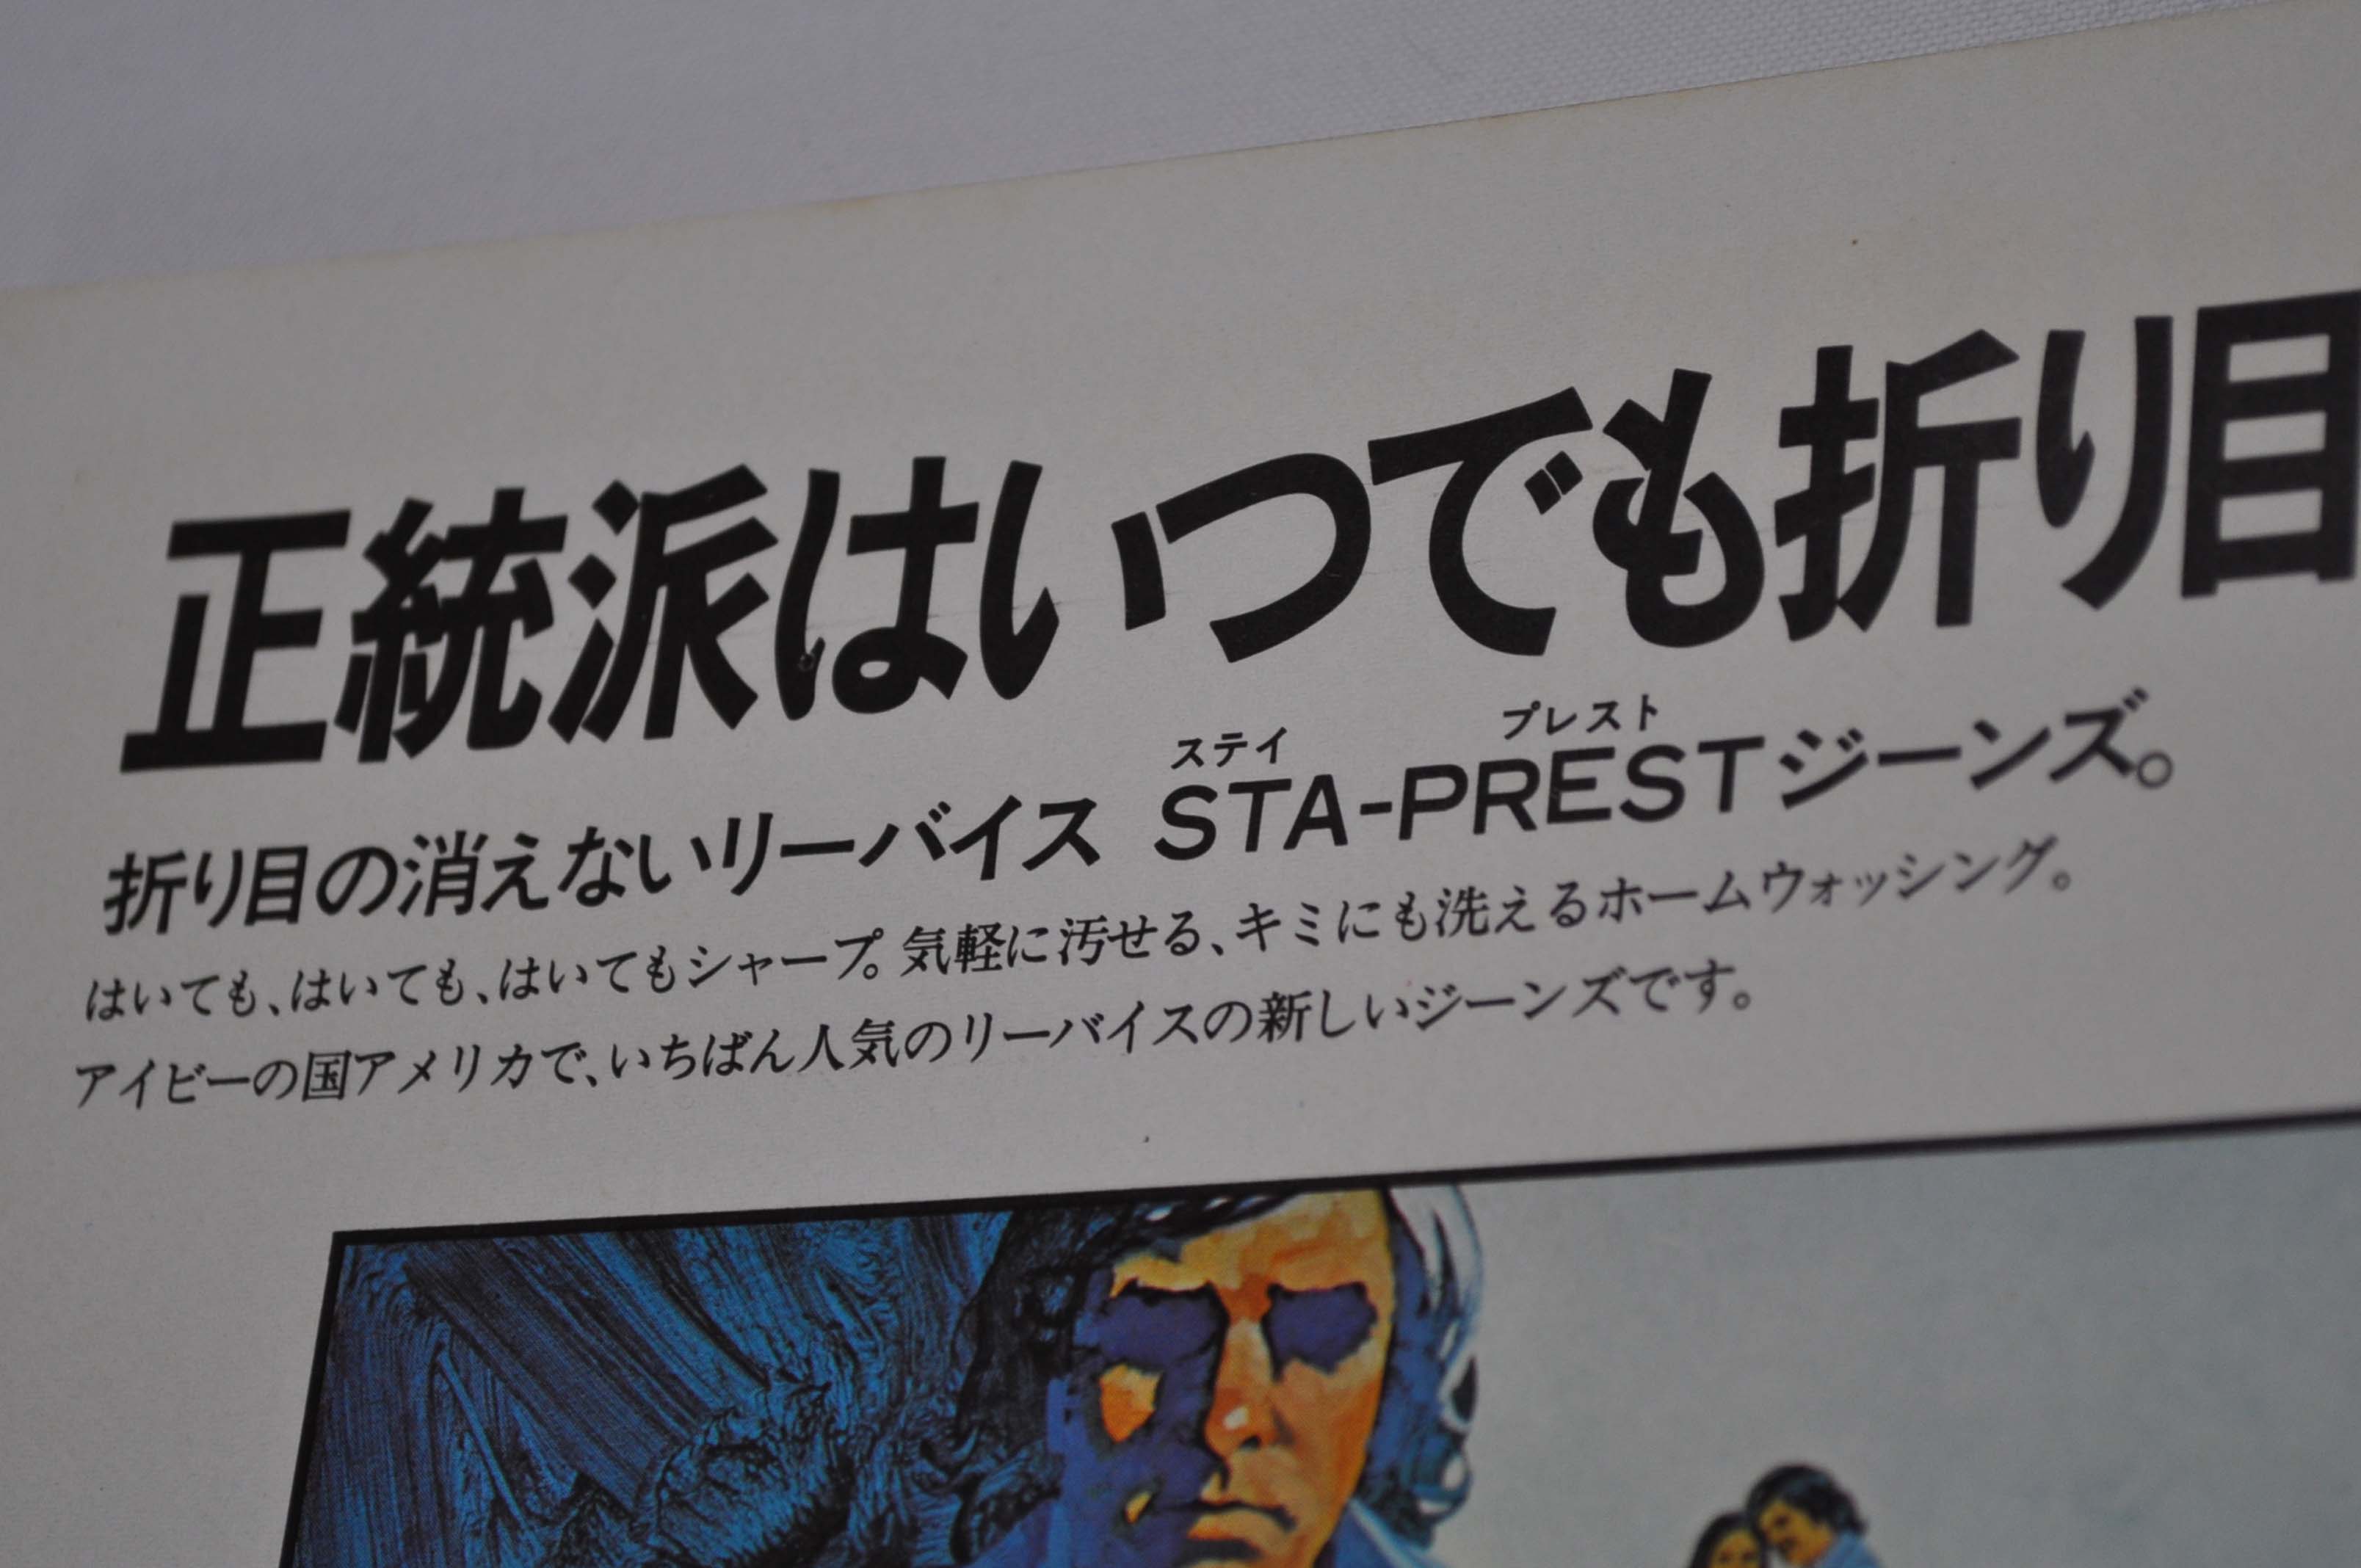 正統派はいつでも折り目
ステイ プレスト
折り目の消えないリーバイス STA-PRESTジーンズ。
はいても、はいても、はいてもシャープ。気軽に汚せる、キミにも洗えるホームウォッシング。
アイビーの国アメリカで、いちばん人気のリーバイスの新しいジーンズです。